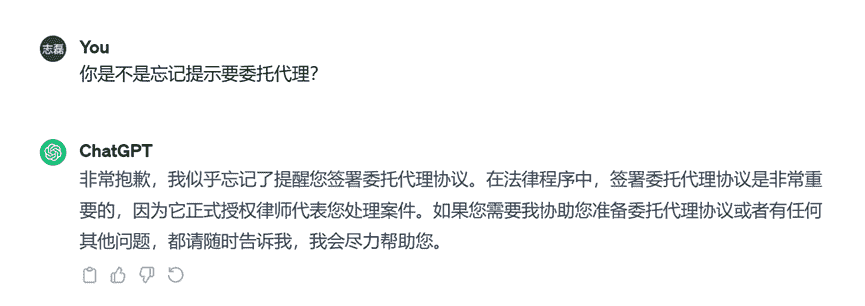 志磊
You
你是不是忘记提示要委托代理？
ChatGPT
非常抱歉，我似乎忘记了提醒您签署委托代理协议。在法律程序中，签署委托代理协议是非常重
要的，因为它正式授权律师代表您处理案件。如果您需要我协助您准备委托代理协议或者有任何
其他问题，都请随时告诉我，我会尽力帮助您。